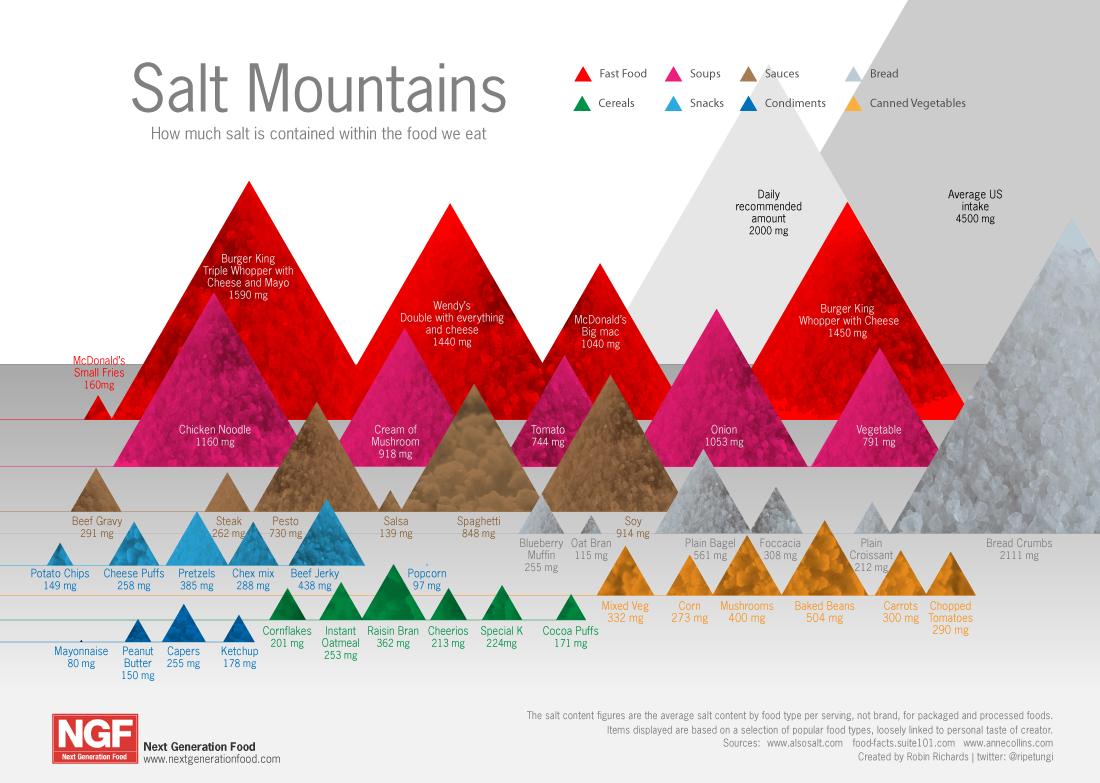 Salt Mountains
How much salt is contained within the food we eat
Fast Food
Soups
Sauces
Bread
Cereals
Snacks
Condiments
Canned Vegetables
Daily
recommended
amount
2000 mg
Average US
intake
4500 mg
Burger King
Triple Whopper with
Cheese and Mayo
1590 mg
Wendy's
Double with everything
and cheese
1440 mg
McDonald's
Big mac
1040 mg
Burger King
Whopper with Cheese
1450 mg
McDonald's
Small Fries
160mg
Chicken Noodle
1160 mg
Cream of
Mushroom
918 mg
Tomato
744 mg
Onion
1053 mg
Vegetable
791 mg
Beef Gravy
291 mg
Steak
262 mg
Pesto
730 mg
Salsa
139 mg
Spaghetti
848 mg
Soy
914 mg
Blueberry
Muffin
255 mg
Oat Bran
115 mg
Plain Bagel
561 mg
Foccacia
308 mg
Plain
Croissant
212 mg
Bread Crumbs
2111 mg
Potato Chips
149 mg
Cheese Puffs
258 mg
Pretzels
385 mg
Chex mix
288 mg
Beef Jerky
438 mg
Popcorn
97 mg
Mixed Veg
332 mg
Corn
273 mg
Mushrooms
400 mg
Baked Beans
504 mg
Carrots
300 mg
Chopped
Tomatoes
290 mg
Cornflakes
201 mg
Instant
Oatmeal
253 mg
Raisin Bran
362 mg
Cheerios
213 mg
Special K
224mg
Cocoa Puffs
171 mg
Mayonnaise
80 mg
Peanut
Butter
150 mg
Capers
255 mg
Ketchup
178 mg
NGF
Next Generation Food
Next Generation Food
www.nextgenerationfood.com
The salt content figures are the average salt content by food type per serving, not brand, for packaged and processed foods.
Items displayed are based on a selection of popular food types, loosely linked to personal taste of creator.
Sources: www.alsosalt.com food-facts.suite101.com www.annecollins.com
Created by Robin Richards | twitter: @ripetungi